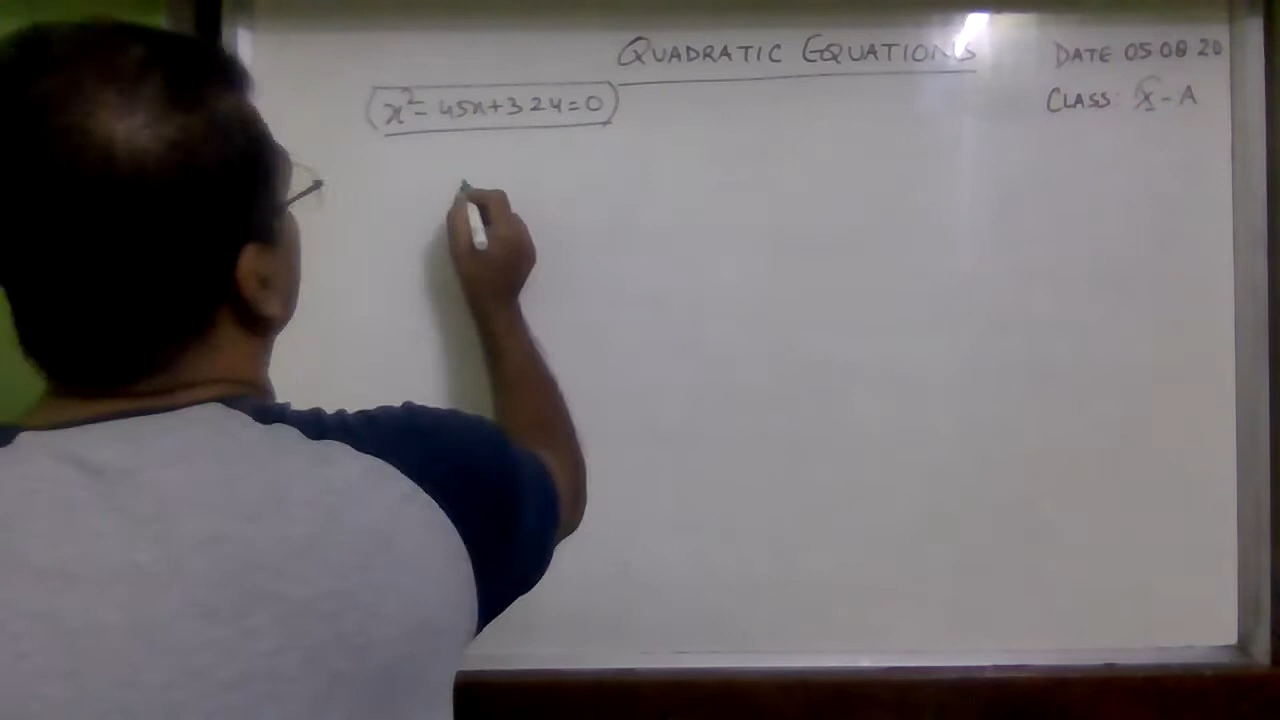 QUADRATIC EQUATIONS
DATE 05 08 20
x² - 45x + 324 = 0
CLASS: X - A